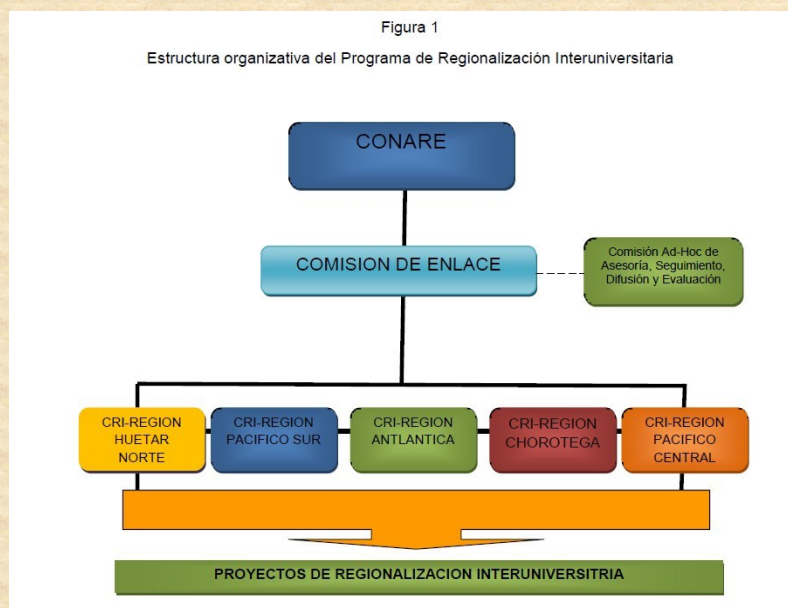 Figura 1
Estructura organizativa del Programa de Regionalización Interuniversitaria
CONARE
COMISION DE ENLACE
Comisión Ad-Hoc de
Asesoría, Seguimiento,
Difusión y Evaluación
CRI-REGION
HUETAR
NORTE
CRI-REGION
PACIFICO SUR
CRI-REGION
ANTLANTICA
CRI-REGION
CHOROTEGA
CRI-REGION
PACIFICO
CENTRAL
PROYECTOS DE REGIONALIZACION INTERUNIVERSITRIA